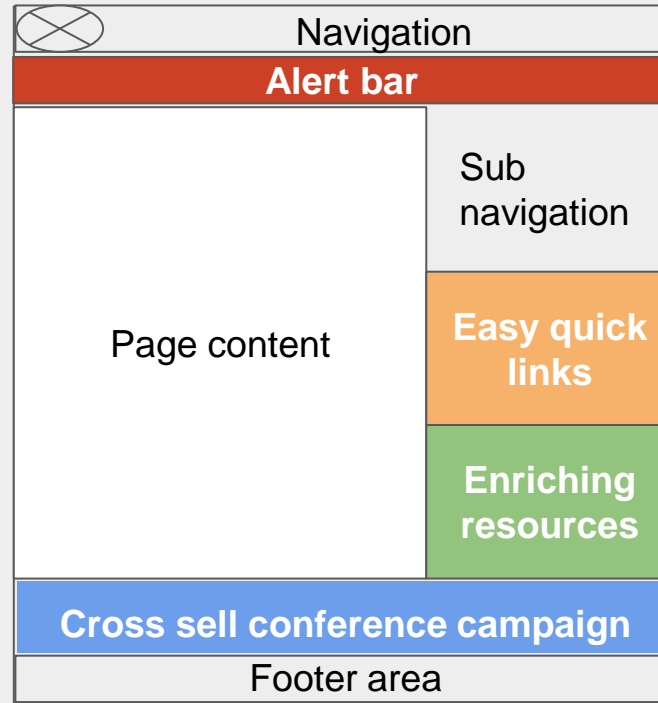 Navigation
Alert bar
Page content
Sub
navigation
Easy quick
links
Enriching
resources
Cross sell conference campaign
Footer area